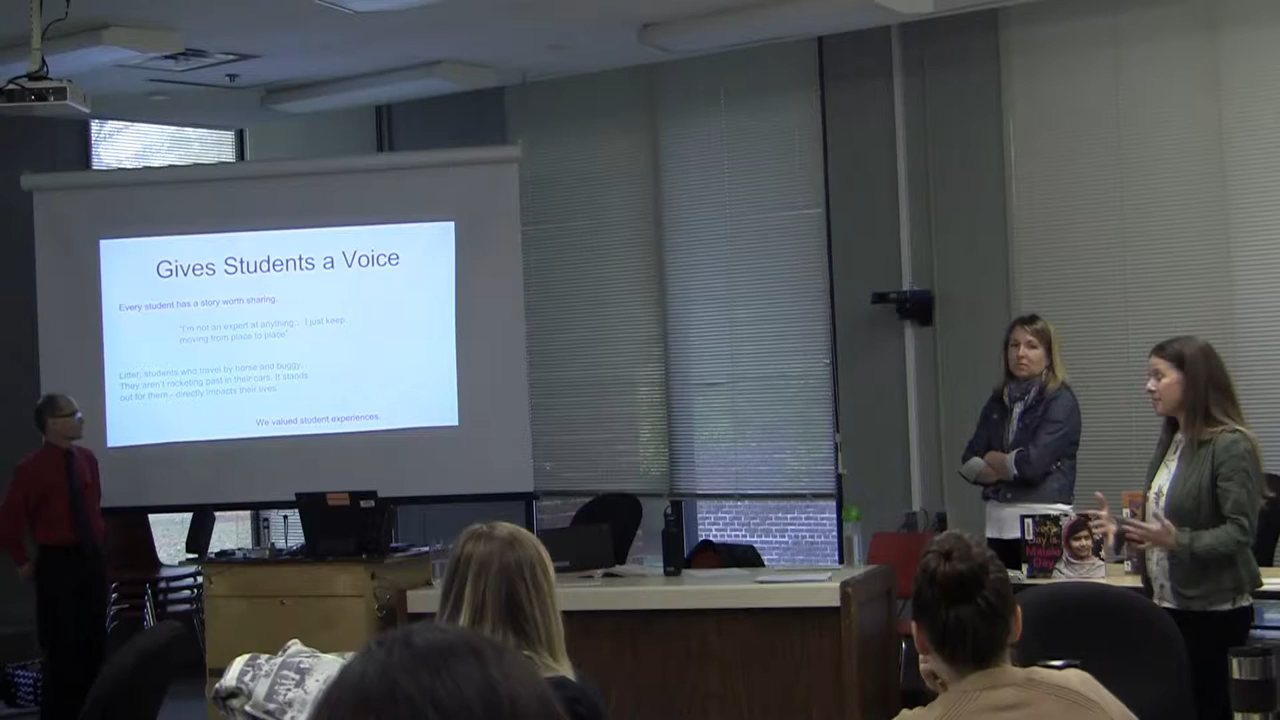 Gives Students a Voice
Every student has a story worth sharing.
"I'm not an expert at anything... I just keep
moving from place to place"
Litter: students who travel by horse and buggy.
They aren't rocketing past in their cars. It stands
out for them – directly impacts their lives
We valued student experiences.
Day is
Malala
Day